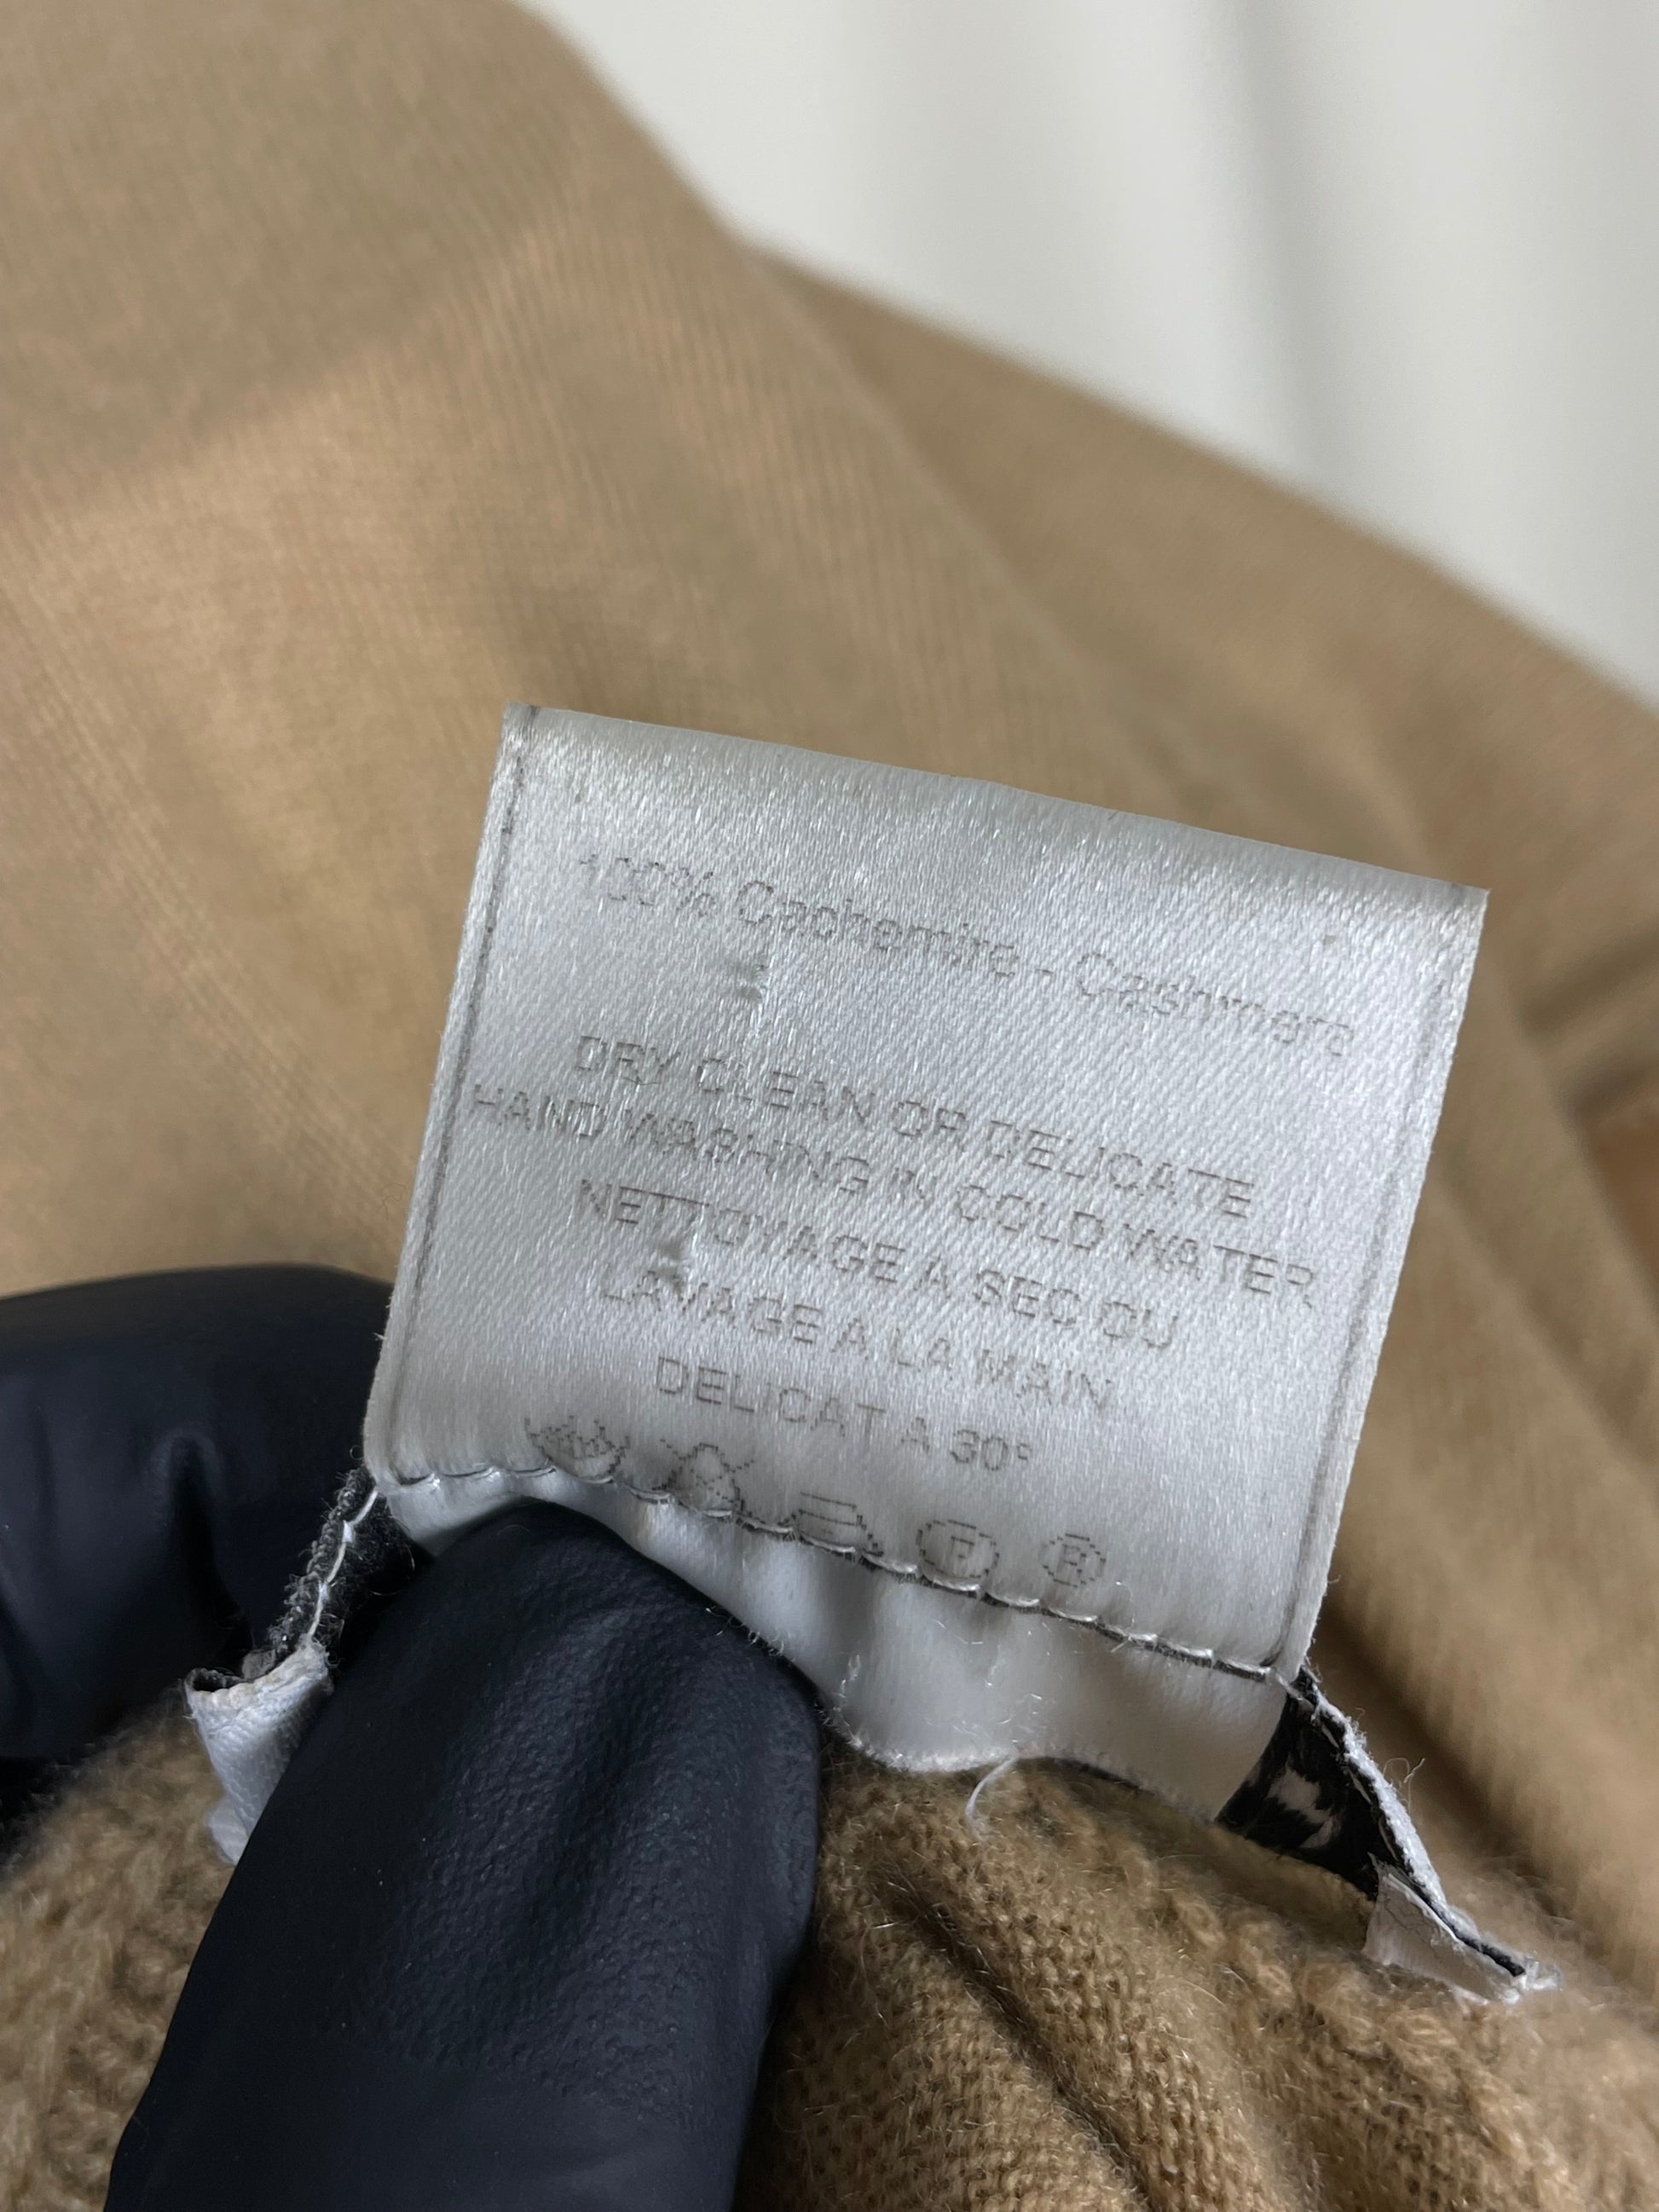 100% Cachemire - Cashmere
DRY CLEAN OR DELICATE
HAND WASHING IN COLD WATER
NETTOYAGE A SEC OU
LAVAGE A LA MAIN
DELICAT A 30°
F R